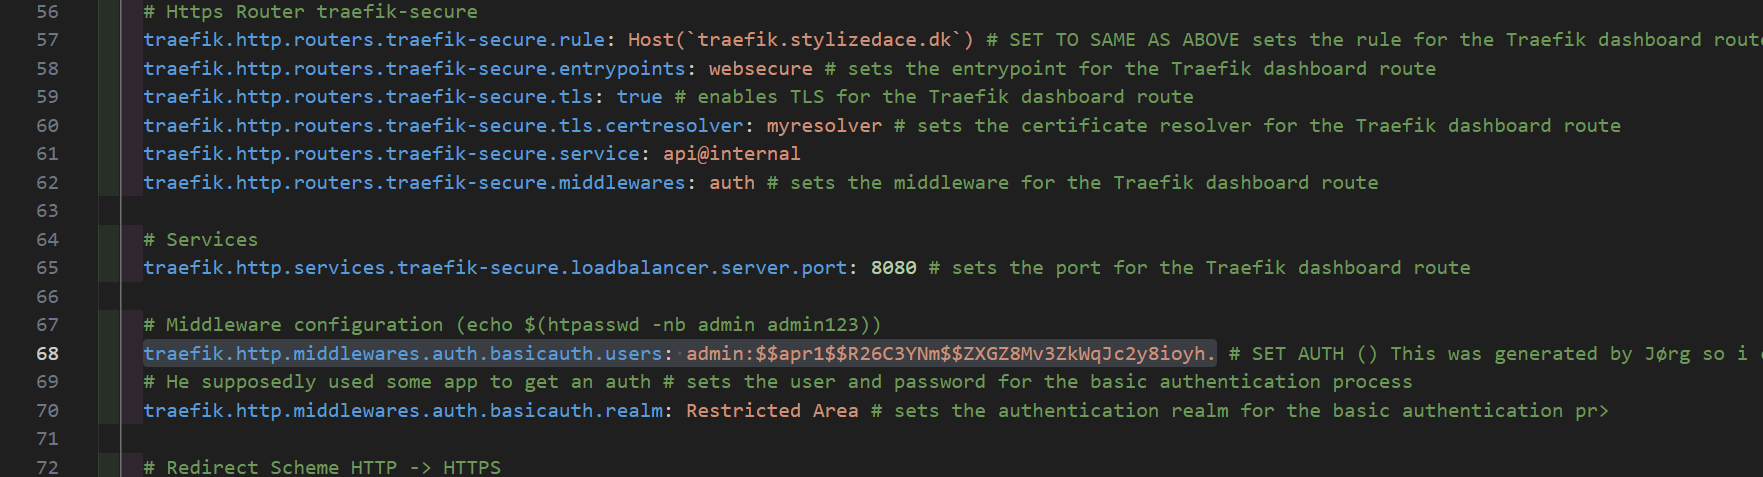 56 # Https Router traefik-secure
57 traefik.http.routers.traefik-secure.rule: Host(`traefik.stylizedace.dk`) # SET TO SAME AS ABOVE sets the rule for the Traefik dashboard route
58 traefik.http.routers.traefik-secure.entrypoints: websecure # sets the entrypoint for the Traefik dashboard route
59 traefik.http.routers.traefik-secure.tls: true # enables TLS for the Traefik dashboard route
60 traefik.http.routers.traefik-secure.tls.certresolver: myresolver # sets the certificate resolver for the Traefik dashboard route
61 traefik.http.routers.traefik-secure.service: api@internal
62 traefik.http.routers.traefik-secure.middlewares: auth # sets the middleware for the Traefik dashboard route
63
64 # Services
65 traefik.http.services.traefik-secure.loadbalancer.server.port: 8080 # sets the port for the Traefik dashboard route
66
67 # Middleware configuration (echo $(htpasswd -nb admin admin123))
68 traefik.http.middlewares.auth.basicauth.users: admin:$$apr1$$R26C3YNm$$ZXGZ8Mv3ZkWqJc2y8ioyh. # SET AUTH () This was generated by Jørg so i
69 # He supposedly used some app to get an auth # sets the user and password for the basic authentication process
70 traefik.http.middlewares.auth.basicauth.realm: Restricted Area # sets the authentication realm for the basic authentication pr>
71
72 # Redirect Scheme HTTP -> HTTPS